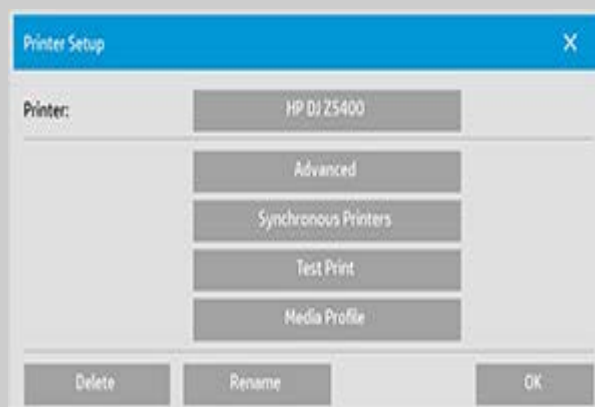 Printer Setup X
Printer: HP DJ Z5400
Advanced
Synchronous Printers
Test Print
Media Profile
Delete Rename OK